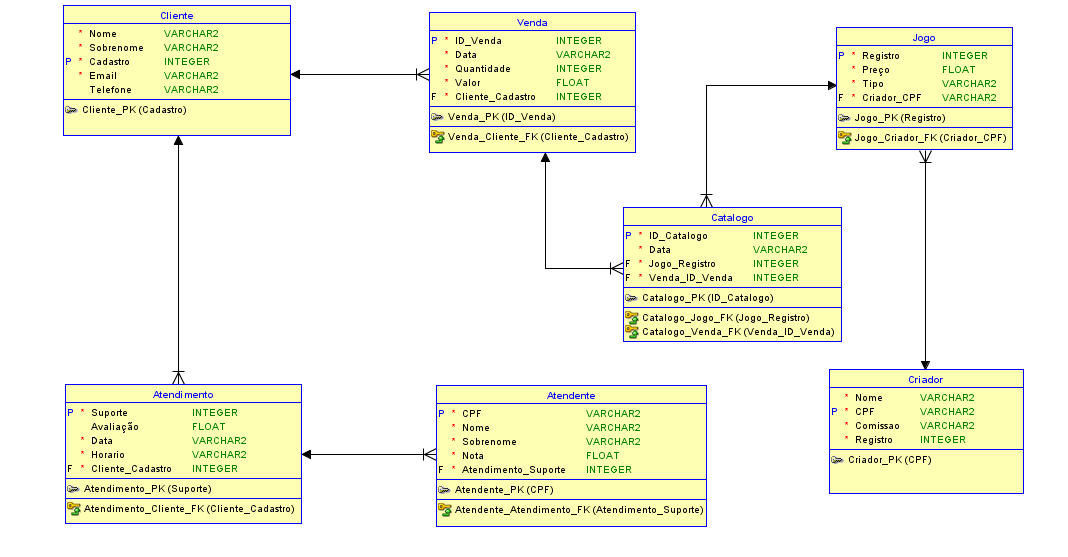 Cliente
* Nome VARCHAR2
* Sobrenome VARCHAR2
P * Cadastro INTEGER
* Email VARCHAR2
Telefone VARCHAR2
Cliente_PK (Cadastro)
Venda
P * ID_Venda INTEGER
* Data VARCHAR2
* Quantidade INTEGER
* Valor FLOAT
F * Cliente_Cadastro INTEGER
Venda_PK (ID_Venda)
Venda_Cliente_FK (Cliente_Cadastro)
Jogo
P * Registro INTEGER
* Preço FLOAT
* Tipo VARCHAR2
F * Criador_CPF VARCHAR2
Jogo_PK (Registro)
Jogo_Criador_FK (Criador_CPF)
Catalogo
P * ID_Catalogo INTEGER
* Data VARCHAR2
F * Jogo_Registro INTEGER
F * Venda_ID_Venda INTEGER
Catalogo_PK (ID_Catalogo)
Catalogo_Jogo_FK (Jogo_Registro)
Catalogo_Venda_FK (Venda_ID_Venda)
Atendimento
P * Suporte INTEGER
Avaliação FLOAT
* Data VARCHAR2
* Horario VARCHAR2
F * Cliente_Cadastro INTEGER
Atendimento_PK (Suporte)
Atendimento_Cliente_FK (Cliente_Cadastro)
Atendente
P * CPF VARCHAR2
* Nome VARCHAR2
* Sobrenome VARCHAR2
* Nota FLOAT
F * Atendimento_Suporte INTEGER
Atendente_PK (CPF)
Atendente_Atendimento_FK (Atendimento_Suporte)
Criador
* Nome VARCHAR2
P * CPF VARCHAR2
* Comissao VARCHAR2
* Registro INTEGER
Criador_PK (CPF)